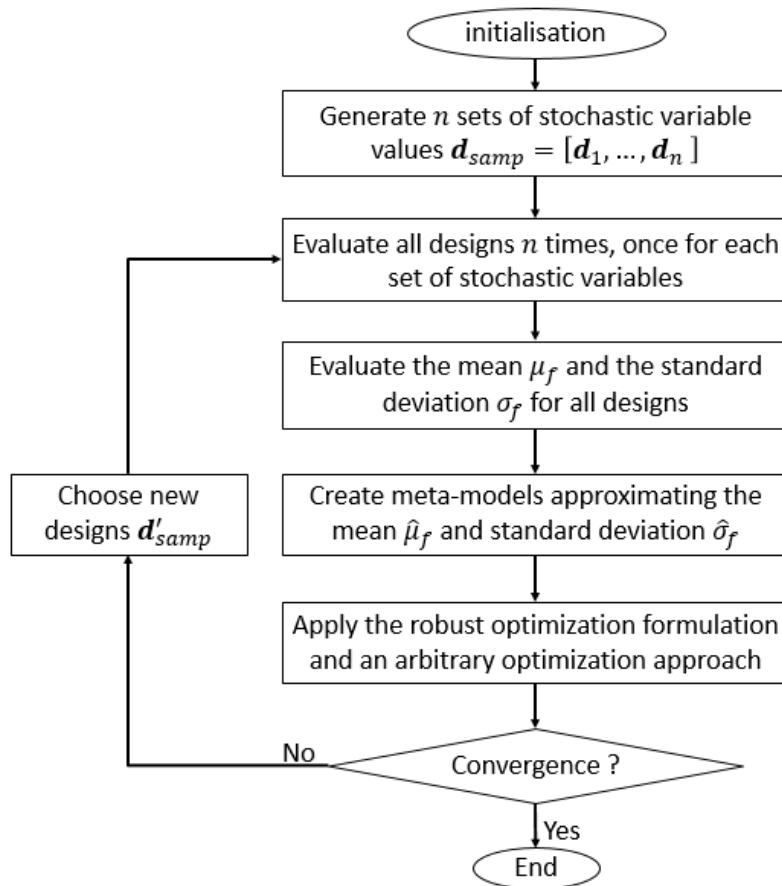 initialisation
Generate n sets of stochastic variable
values d_samp = [d_1, …, d_n ]
Evaluate all designs n times, once for each
set of stochastic variables
Evaluate the mean μ_f and the standard
deviation σ_f for all designs
Choose new
designs d′_samp
Create meta-models approximating the
mean μ̂_f and standard deviation σ̂_f
Apply the robust optimization formulation
and an arbitrary optimization approach
No
Convergence ?
Yes
End